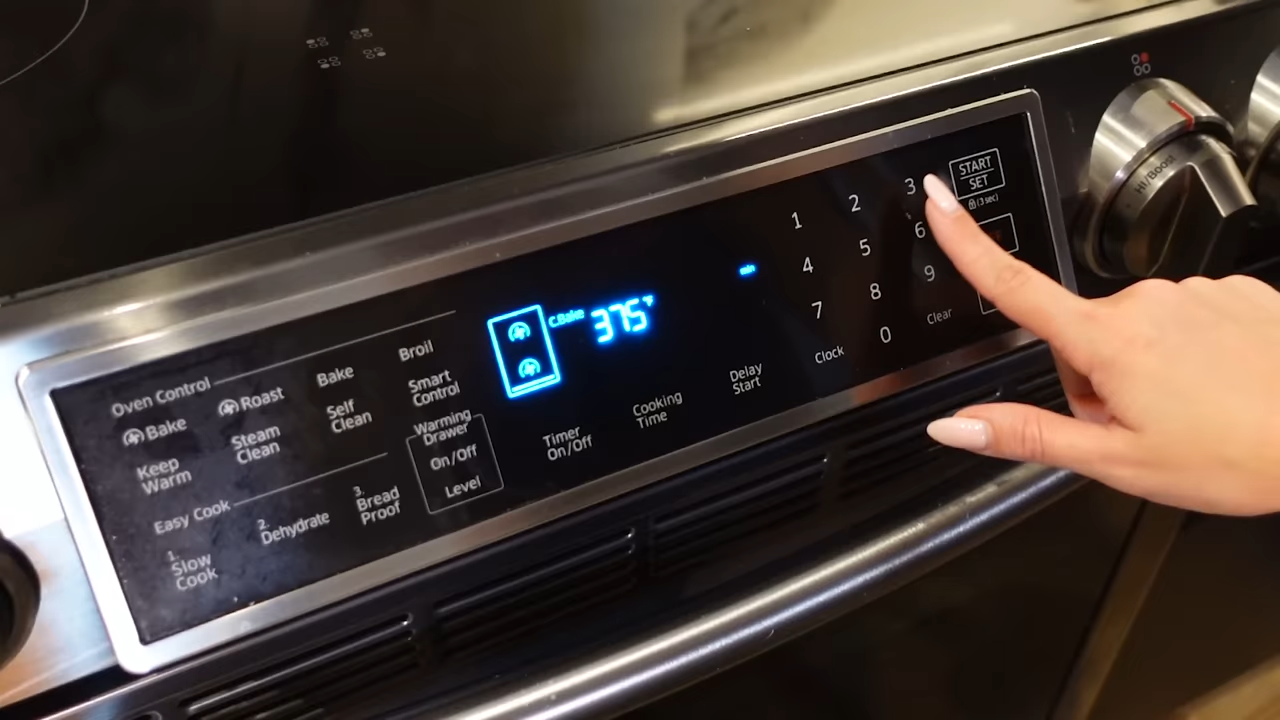 Oven Control
Bake
Roast
Bake
Broil
Keep
Warm
Steam
Clean
Self
Clean
Smart
Control
Easy Cook
1.
Slow
Cook
2.
Dehydrate
3.
Bread
Proof
Warming
Drawer
On/Off
Level
C.Bake
375°F
min
Timer
On/Off
Cooking
Time
Delay
Start
Clock
1 2 3
4 5 6
7 8 9
0 Clear
START
SET
(3 sec)
Hi/Boost